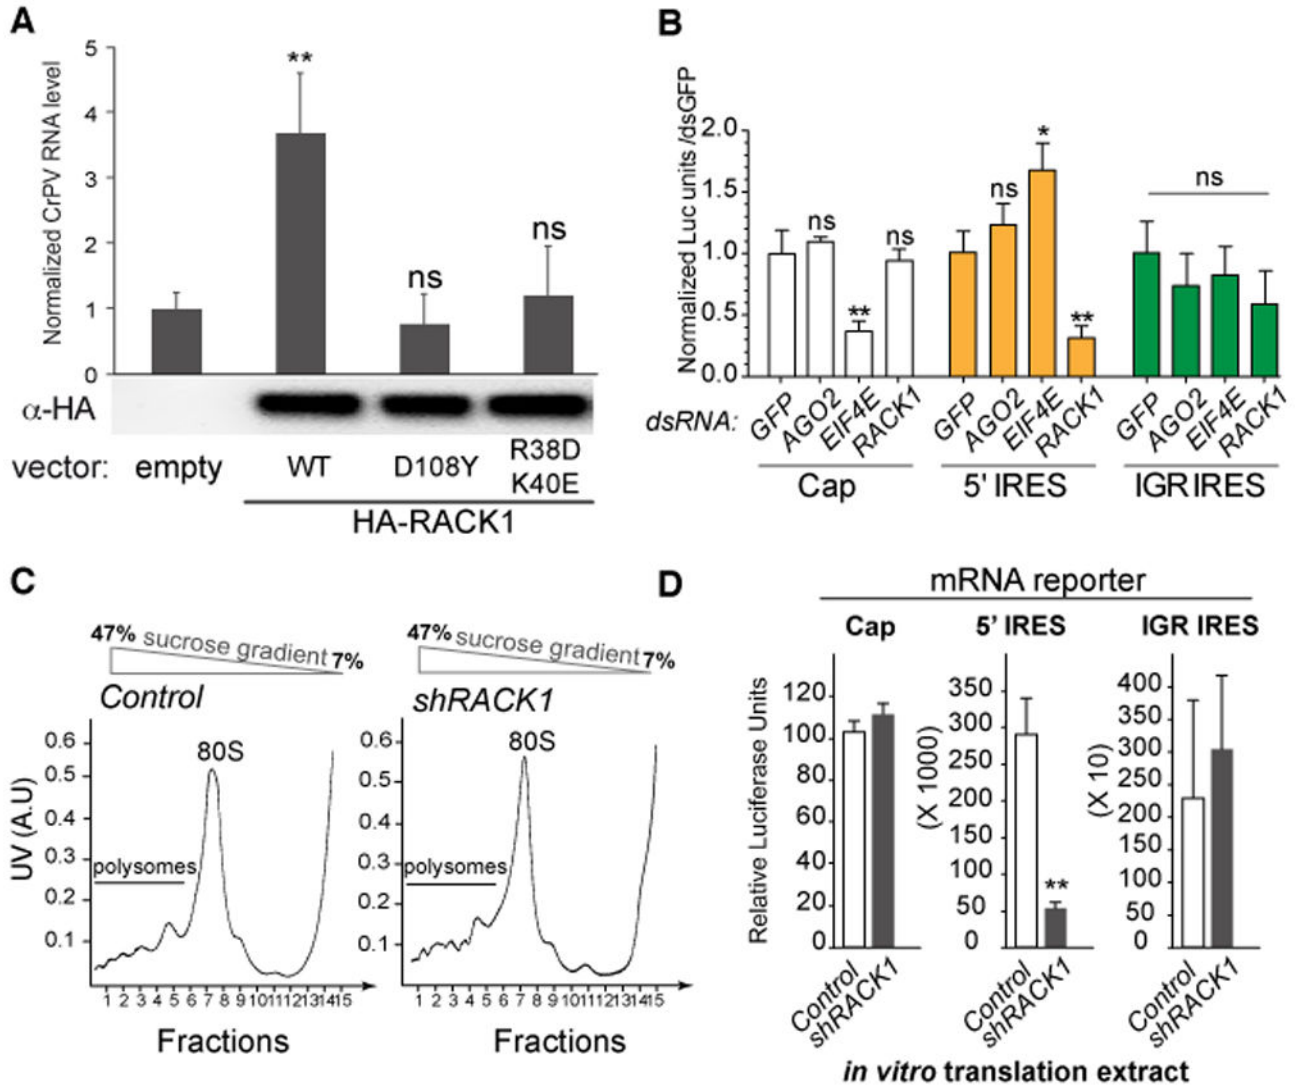 A
Normalized CrPV RNA level
5
4
3
2
1
0
**
ns
ns
α-HA
vector:
empty
WT
D108Y
R38D
K40E
HA-RACK1
B
Normalized Luc units /dsGFP
2.0
1.5
1.0
0.5
0.0
ns
**
ns
ns
*
**
ns
dsRNA:
GFP
AGO2
EIF4E
RACK1
GFP
AGO2
EIF4E
RACK1
GFP
AGO2
EIF4E
RACK1
Cap
5' IRES
IGR IRES
C
47% sucrose gradient 7%
Control
UV (A.U)
0.6
0.5
0.4
0.3
0.2
0.1
80S
polysomes
1 2 3 4 5 6 7 8 9 10 11 12 13 14 15
Fractions
47% sucrose gradient 7%
shRACK1
0.6
0.5
0.4
0.3
0.2
0.1
80S
polysomes
1 2 3 4 5 6 7 8 9 10 11 12 13 14 15
Fractions
D
mRNA reporter
Cap
5’ IRES
IGR IRES
Relative Luciferase Units
120
100
80
60
40
20
0
Control
shRACK1
(X 1000)
350
300
250
200
150
100
50
0
**
Control
shRACK1
(X 10)
400
350
300
250
200
150
100
50
0
Control
shRACK1
in vitro translation extract